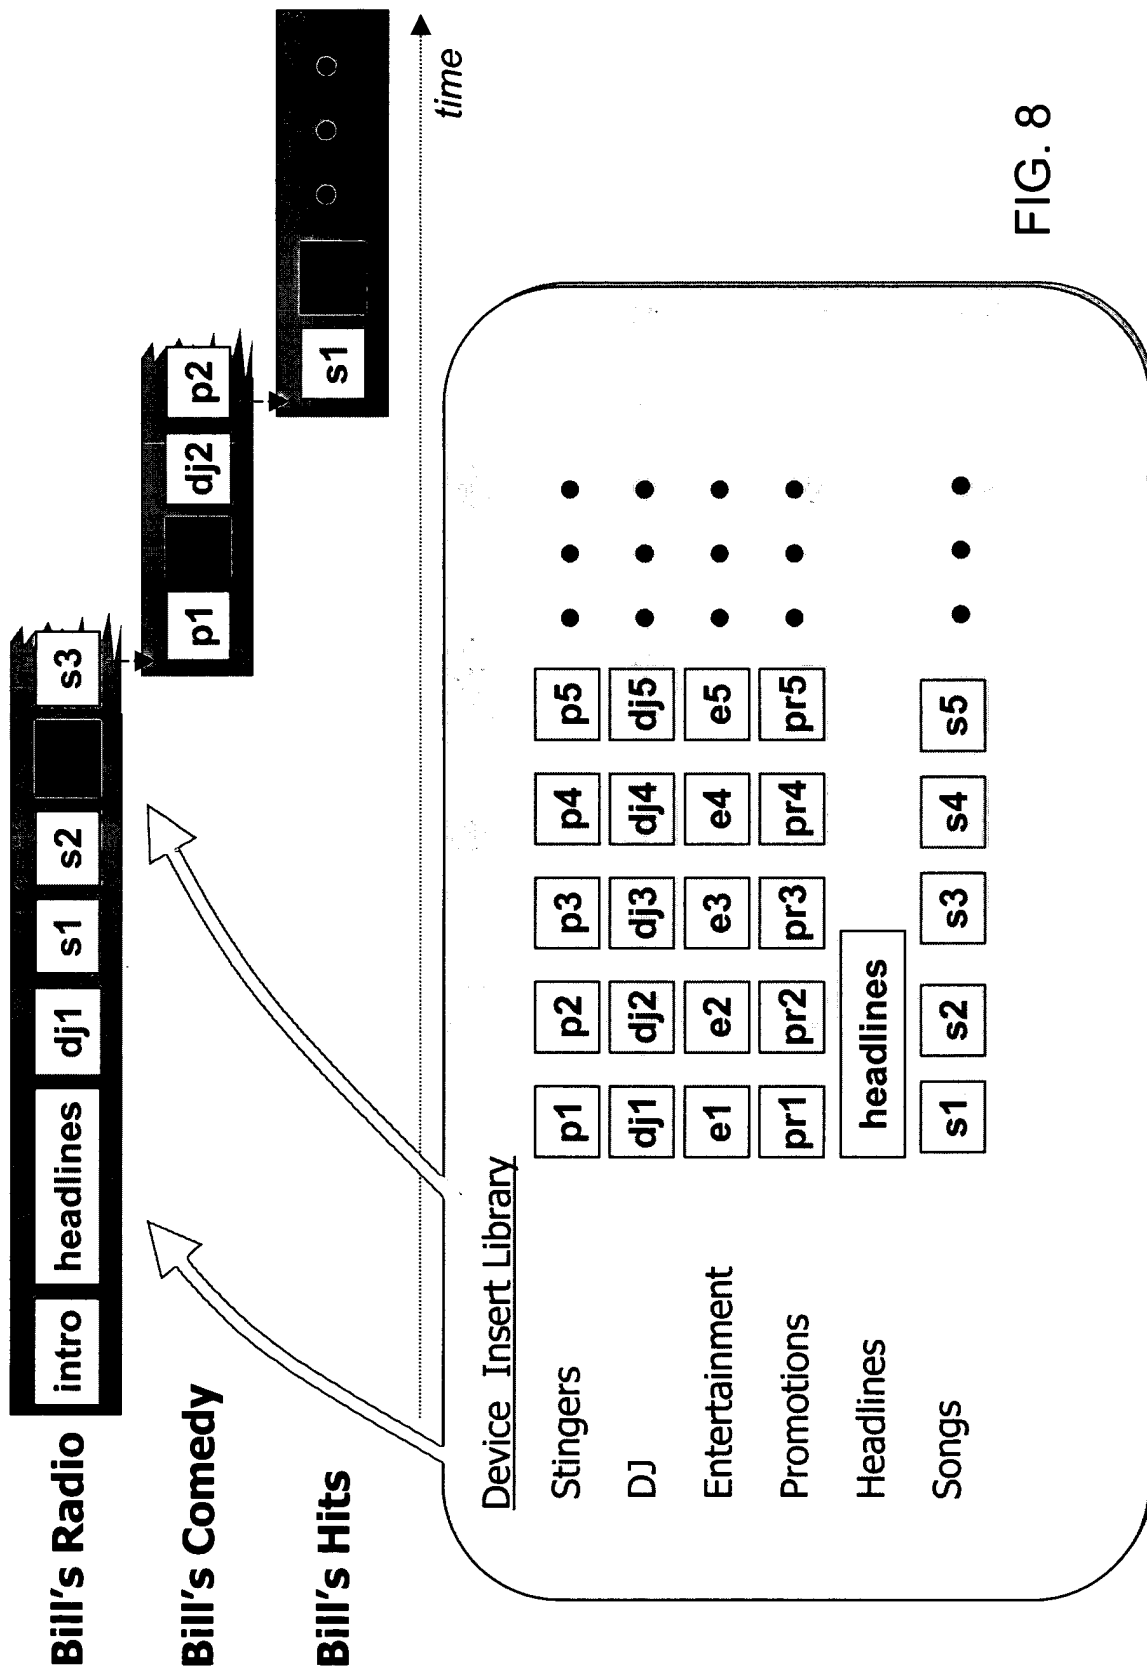 Bill's Radio
intro headlines dj1 s1 s2 s3
Bill's Comedy
p1 dj2 p2
Bill's Hits
s1
time
Device Insert Library
Stingers p1 p2 p3 p4 p5
DJ dj1 dj2 dj3 dj4 dj5
Entertainment e1 e2 e3 e4 e5
Promotions pr1 pr2 pr3 pr4 pr5
Headlines headlines
Songs s1 s2 s3 s4 s5
FIG. 8